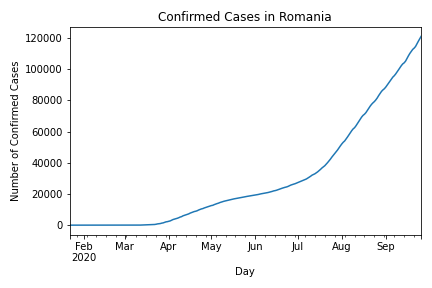 Confirmed Cases in Romania
Number of Confirmed Cases
120000
100000
80000
60000
40000
20000
0
Feb Mar Apr May Jun Jul Aug Sep
2020
Day